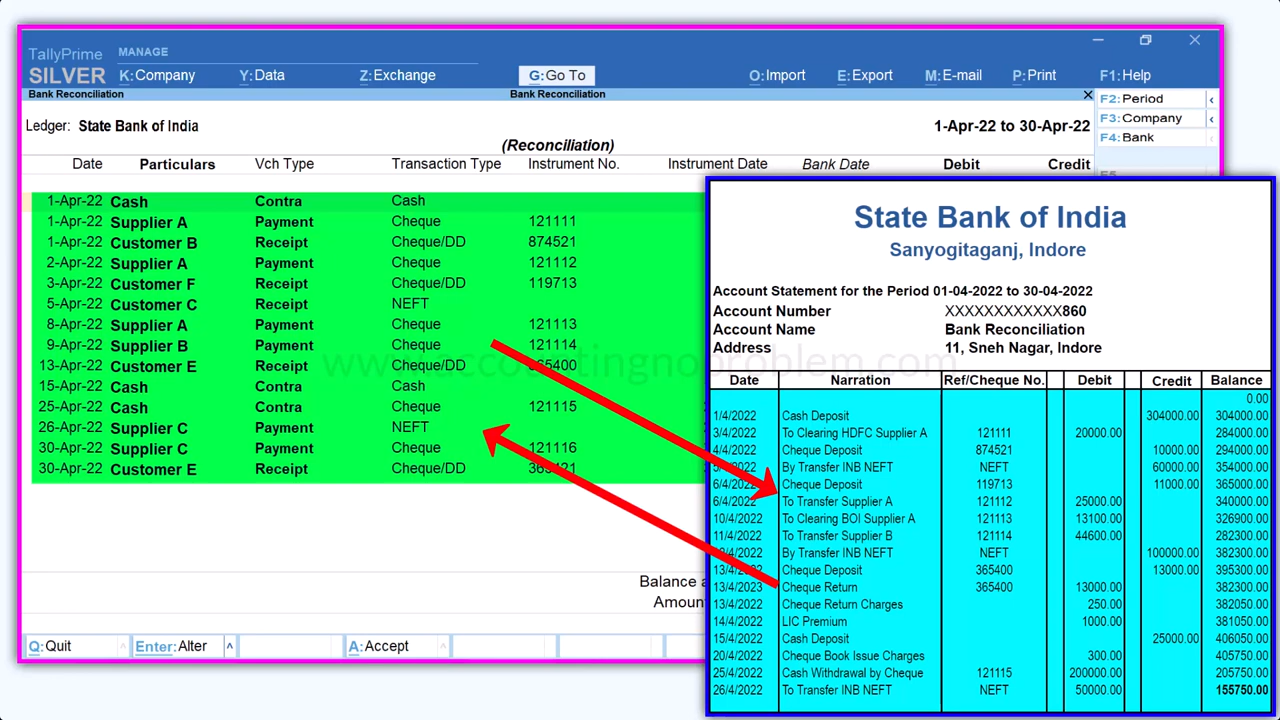 TallyPrime MANAGE
SILVER K:Company Y:Data Z:Exchange G:Go To O:Import E:Export M:E-mail P:Print F1:Help
Bank Reconciliation Bank Reconciliation
F2:Period
F3:Company
F4:Bank
Ledger: State Bank of India 1-Apr-22 to 30-Apr-22
(Reconciliation)
Date Particulars Vch Type Transaction Type Instrument No. Instrument Date Bank Date Debit Credit
1-Apr-22 Cash Contra Cash
1-Apr-22 Supplier A Payment Cheque 121111
1-Apr-22 Customer B Receipt Cheque/DD 874521
2-Apr-22 Supplier A Payment Cheque 121112
3-Apr-22 Customer F Receipt Cheque/DD 119713
5-Apr-22 Customer C Receipt NEFT
8-Apr-22 Supplier A Payment Cheque 121113
9-Apr-22 Supplier B Payment Cheque 121114
13-Apr-22 Customer E Receipt Cheque/DD 365400
15-Apr-22 Cash Contra Cash
25-Apr-22 Cash Contra Cheque 121115
26-Apr-22 Supplier C Payment NEFT
30-Apr-22 Supplier C Payment Cheque 121116
30-Apr-22 Customer E Receipt Cheque/DD
Balance
Q:Quit Enter:Alter A:Accept
www.accountingnoproblem.com
State Bank of India
Sanyogitaganj, Indore
Account Statement for the Period 01-04-2022 to 30-04-2022
Account Number XXXXXXXXXXXX860
Account Name Bank Reconciliation
Address 11, Sneh Nagar, Indore
Date Narration Ref/Cheque No. Debit Credit Balance
0.00
1/4/2022 Cash Deposit 304000.00 304000.00
3/4/2022 To Clearing HDFC Supplier A 121111 20000.00 284000.00
4/4/2022 Cheque Deposit 874521 10000.00 294000.00
By Transfer INB NEFT NEFT 60000.00 354000.00
6/4/2022 Cheque Deposit 119713 11000.00 365000.00
6/4/2022 To Transfer Supplier A 121112 25000.00 340000.00
10/4/2022 To Clearing BOI Supplier A 121113 13100.00 326900.00
11/4/2022 To Transfer Supplier B 121114 44600.00 282300.00
By Transfer INB NEFT NEFT 100000.00 382300.00
13/4/2022 Cheque Deposit 365400 13000.00 395300.00
13/4/2023 Cheque Return 365400 13000.00 382300.00
13/4/2022 Cheque Return Charges 250.00 382050.00
14/4/2022 LIC Premium 1000.00 381050.00
15/4/2022 Cash Deposit 25000.00 406050.00
20/4/2022 Cheque Book Issue Charges 300.00 405750.00
25/4/2022 Cash Withdrawal by Cheque 121115 200000.00 205750.00
26/4/2022 To Transfer INB NEFT NEFT 50000.00 155750.00